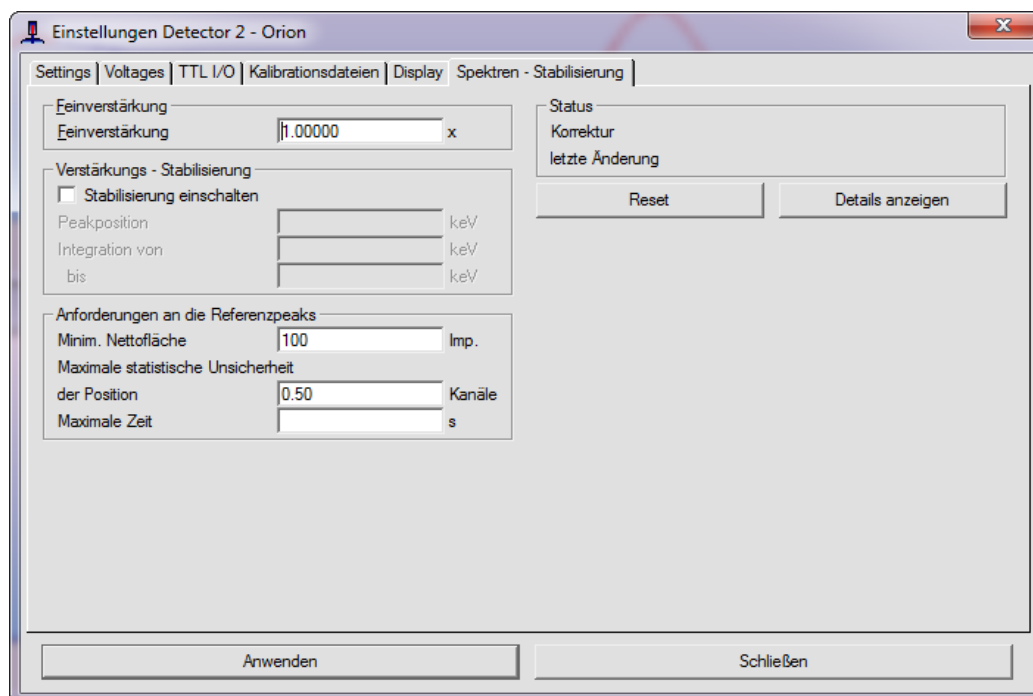 Einstellungen Detector 2 - Orion
Settings Voltages TTL I/O Kalibrationsdateien Display Spektren - Stabilisierung
Feinverstärkung
Feinverstärkung 1.00000 x
Verstärkungs - Stabilisierung
Stabilisierung einschalten
Peakposition keV
Integration von keV
bis keV
Anforderungen an die Referenzpeaks
Minim. Nettofläche 100 Imp.
Maximale statistische Unsicherheit
der Position 0.50 Kanäle
Maximale Zeit s
Status
Korrektur
letzte Änderung
Reset Details anzeigen
Anwenden Schließen